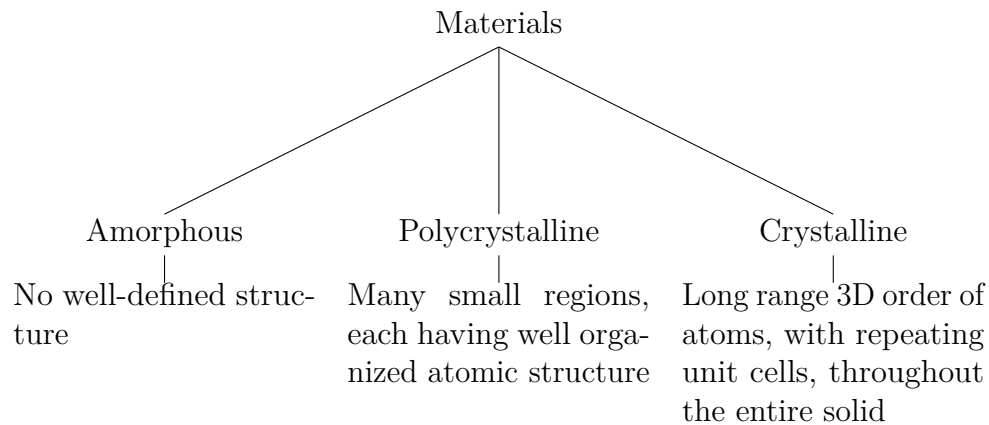 Materials
Amorphous
Polycrystalline
Crystalline
No well-defined struc-
ture
Many small regions,
each having well orga-
nized atomic structure
Long range 3D order of
atoms, with repeating
unit cells, throughout
the entire solid